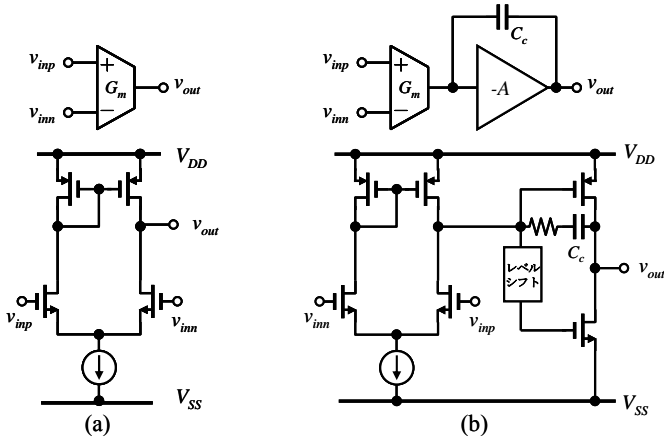 v_inp
v_inn
+
−
G_m
v_out
V_DD
v_out
v_inp
v_inn
V_SS
(a)
v_inp
v_inn
+
−
G_m
C_c
-A
v_out
V_DD
C_c
レベル
シフト
v_out
v_inn
v_inp
V_SS
(b)